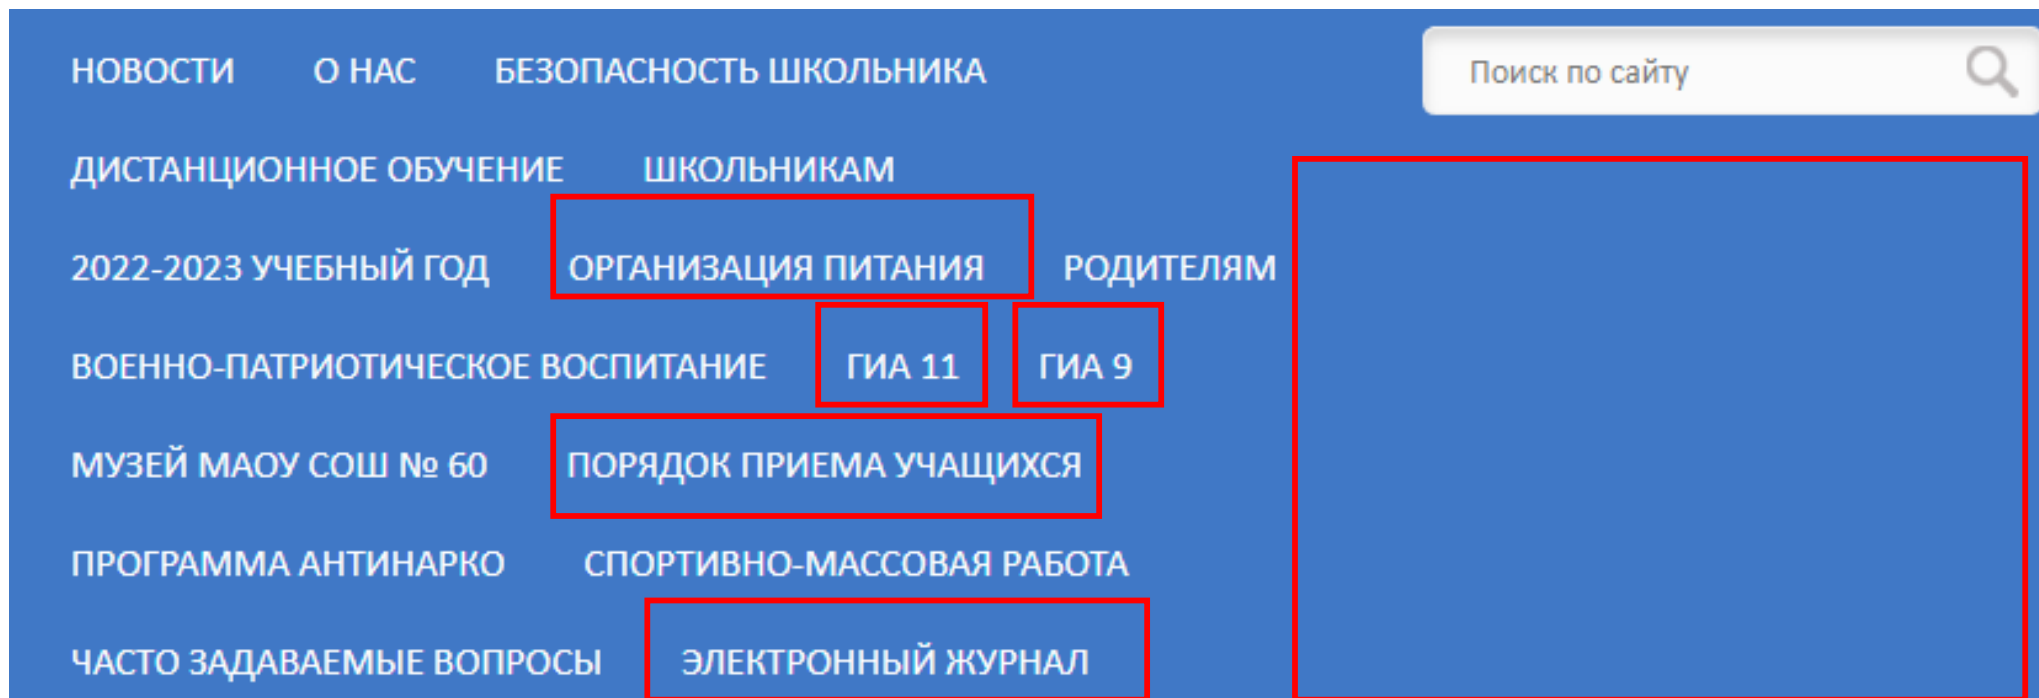 НОВОСТИ О НАС БЕЗОПАСНОСТЬ ШКОЛЬНИКА Поиск по сайту
ДИСТАНЦИОННОЕ ОБУЧЕНИЕ ШКОЛЬНИКАМ
2022-2023 УЧЕБНЫЙ ГОД ОРГАНИЗАЦИЯ ПИТАНИЯ РОДИТЕЛЯМ
ВОЕННО-ПАТРИОТИЧЕСКОЕ ВОСПИТАНИЕ ГИА 11 ГИА 9
МУЗЕЙ МАОУ СОШ № 60 ПОРЯДОК ПРИЕМА УЧАЩИХСЯ
ПРОГРАММА АНТИНАРКО СПОРТИВНО-МАССОВАЯ РАБОТА
ЧАСТО ЗАДАВАЕМЫЕ ВОПРОСЫ ЭЛЕКТРОННЫЙ ЖУРНАЛ